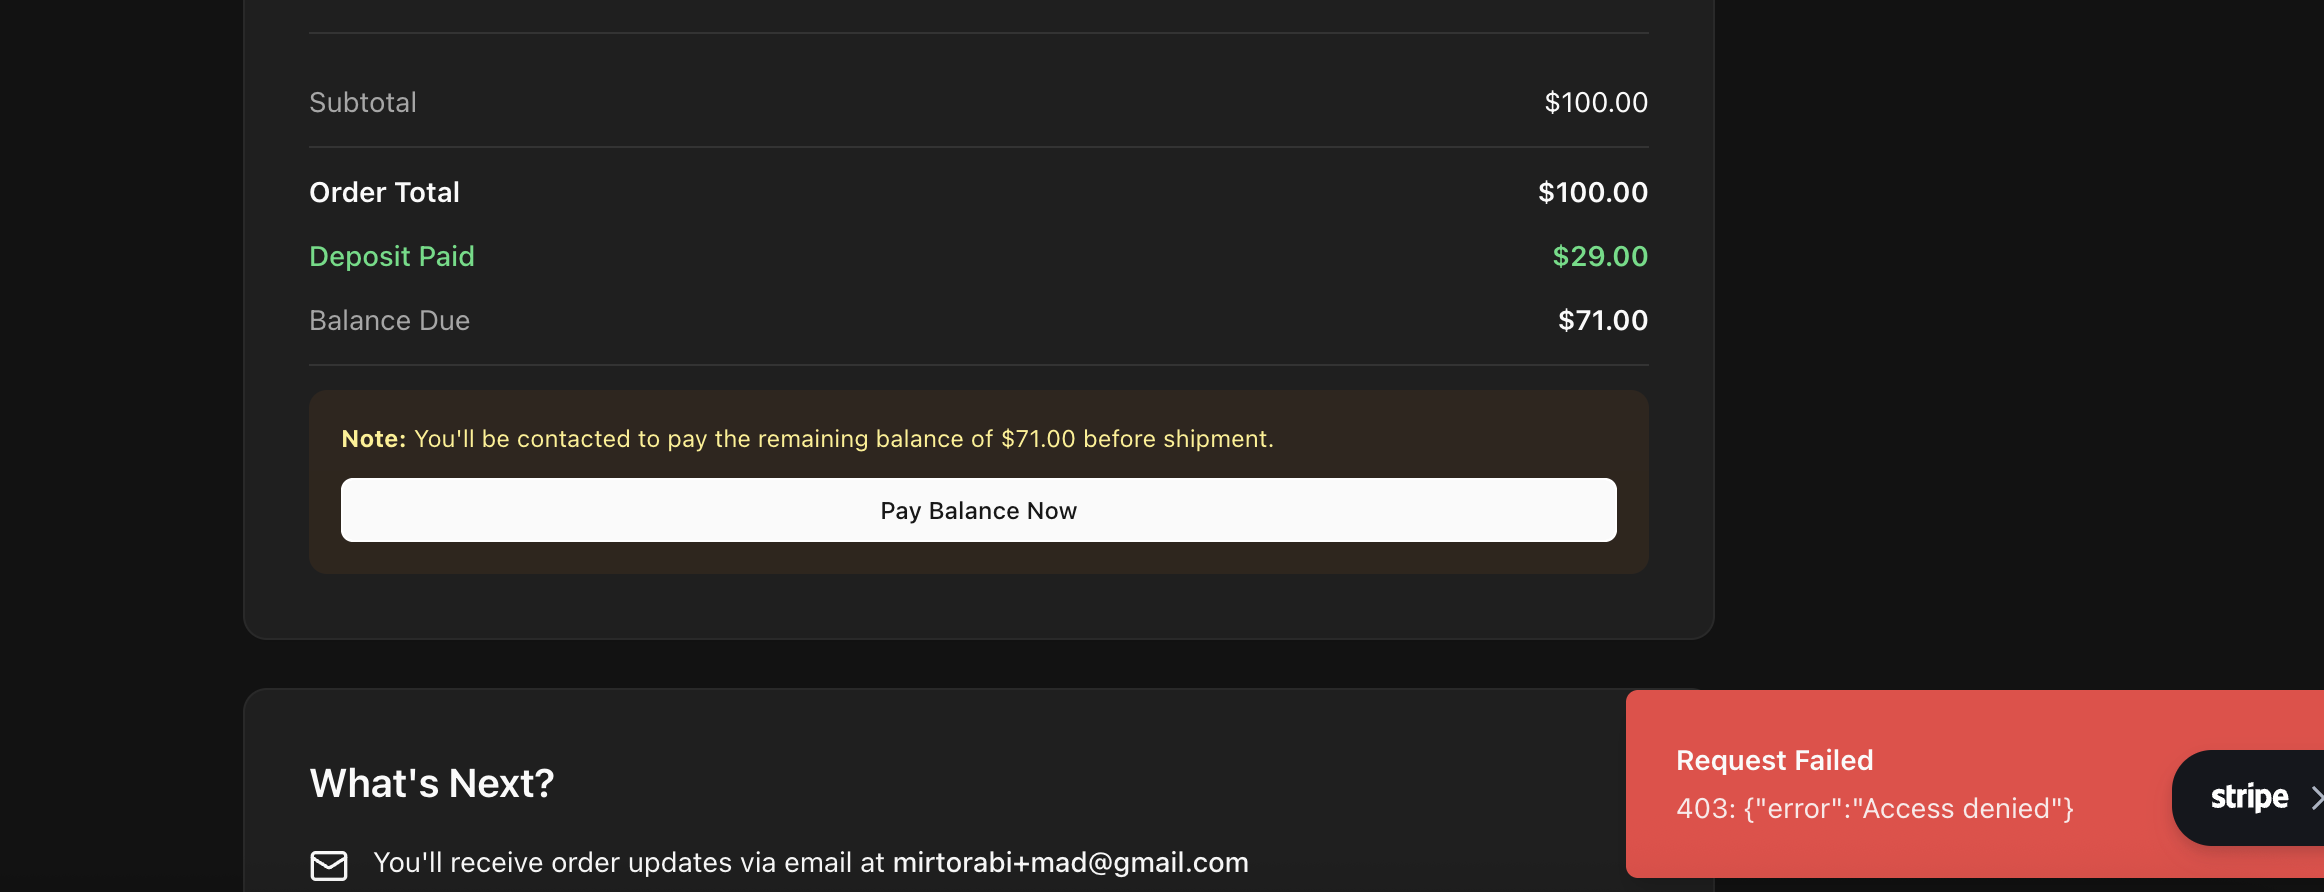 Subtotal $100.00
Order Total $100.00
Deposit Paid $29.00
Balance Due $71.00
Note: You'll be contacted to pay the remaining balance of $71.00 before shipment.
Pay Balance Now
What's Next?
You'll receive order updates via email at mirtorabi+mad@gmail.com
Request Failed
403: {"error":"Access denied"}
stripe